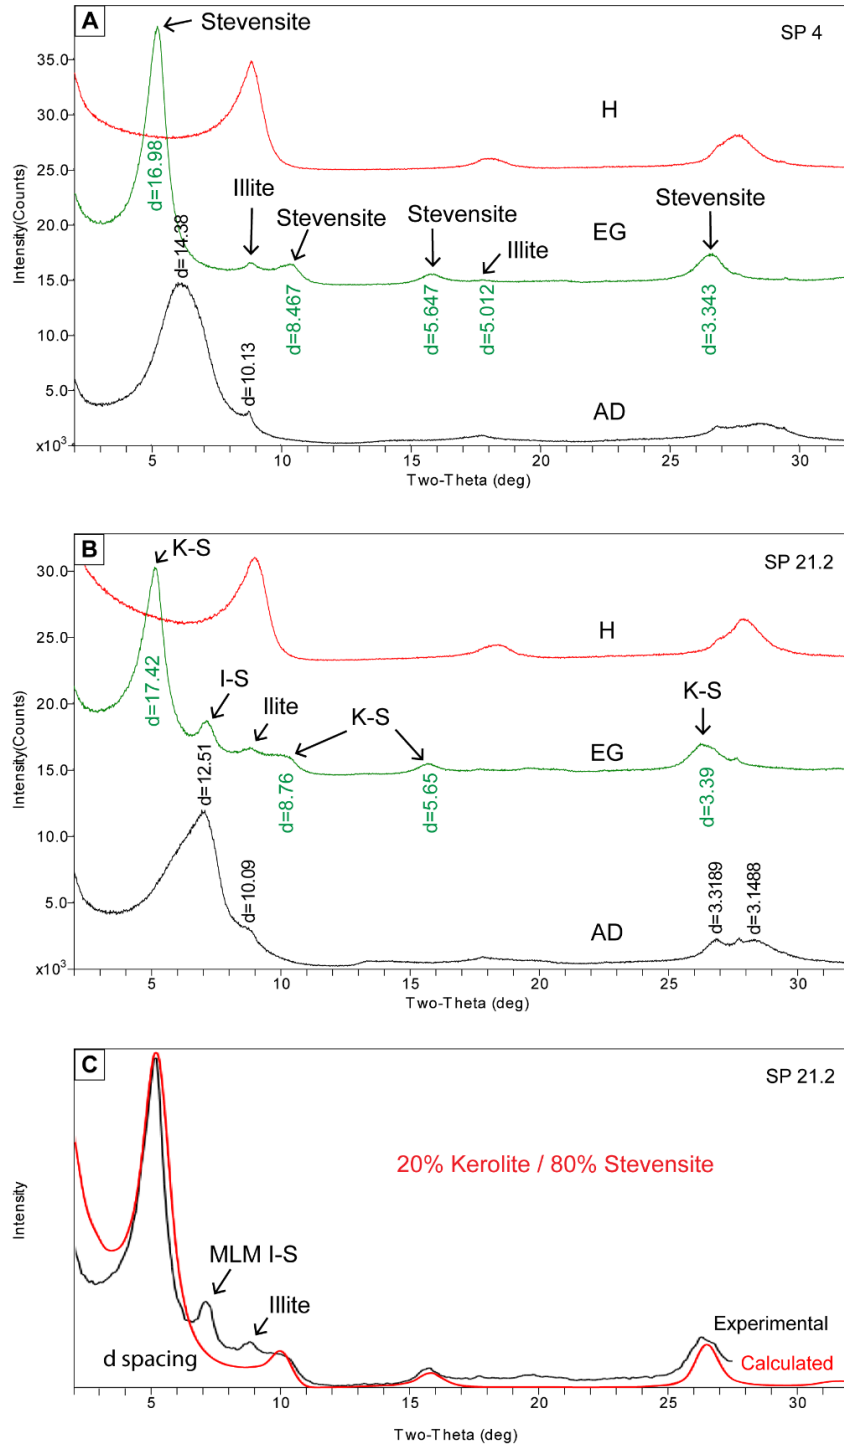 A
SP 4
Stevensite
35.0
30.0
25.0
20.0
15.0
10.0
5.0
x10³
Intensity(Counts)
H
d=16.98
Illite
Stevensite
Stevensite
Stevensite
EG
Illite
d=14.38
d=8.467
d=5.647
d=5.012
d=3.343
d=10.13
AD
5 10 15 20 25 30
Two-Theta (deg)
B
SP 21.2
K-S
30.0
25.0
20.0
15.0
10.0
5.0
x10³
Intensity(Counts)
H
d=17.42
I-S
Ilite
K-S
K-S
EG
d=12.51
d=8.76
d=5.65
d=3.39
d=10.09
d=3.3189
d=3.1488
AD
5 10 15 20 25 30
Two-Theta (deg)
C
SP 21.2
20% Kerolite / 80% Stevensite
Intensity
MLM I-S
Illite
d spacing
Experimental
Calculated
5 10 15 20 25 30
Two-Theta (deg)